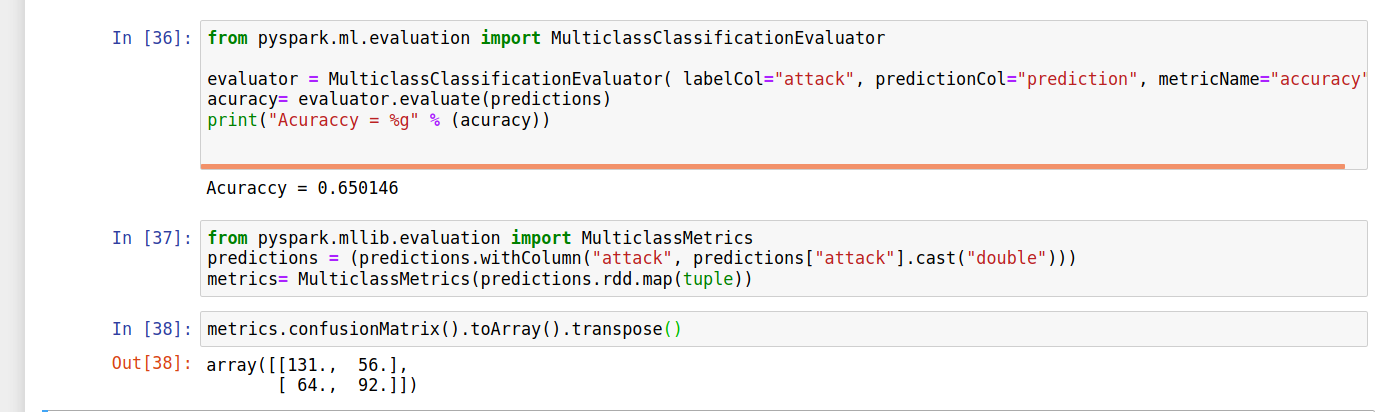 In [36]: from pyspark.ml.evaluation import MulticlassClassificationEvaluator
evaluator = MulticlassClassificationEvaluator( labelCol="attack", predictionCol="prediction", metricName="accuracy"
acuracy= evaluator.evaluate(predictions)
print("Acuraccy = %g" % (acuracy))
Acuraccy = 0.650146
In [37]: from pyspark.mllib.evaluation import MulticlassMetrics
predictions = (predictions.withColumn("attack", predictions["attack"].cast("double")))
metrics= MulticlassMetrics(predictions.rdd.map(tuple))
In [38]: metrics.confusionMatrix().toArray().transpose()
Out[38]: array([[131.,  56.],
[ 64.,  92.]])